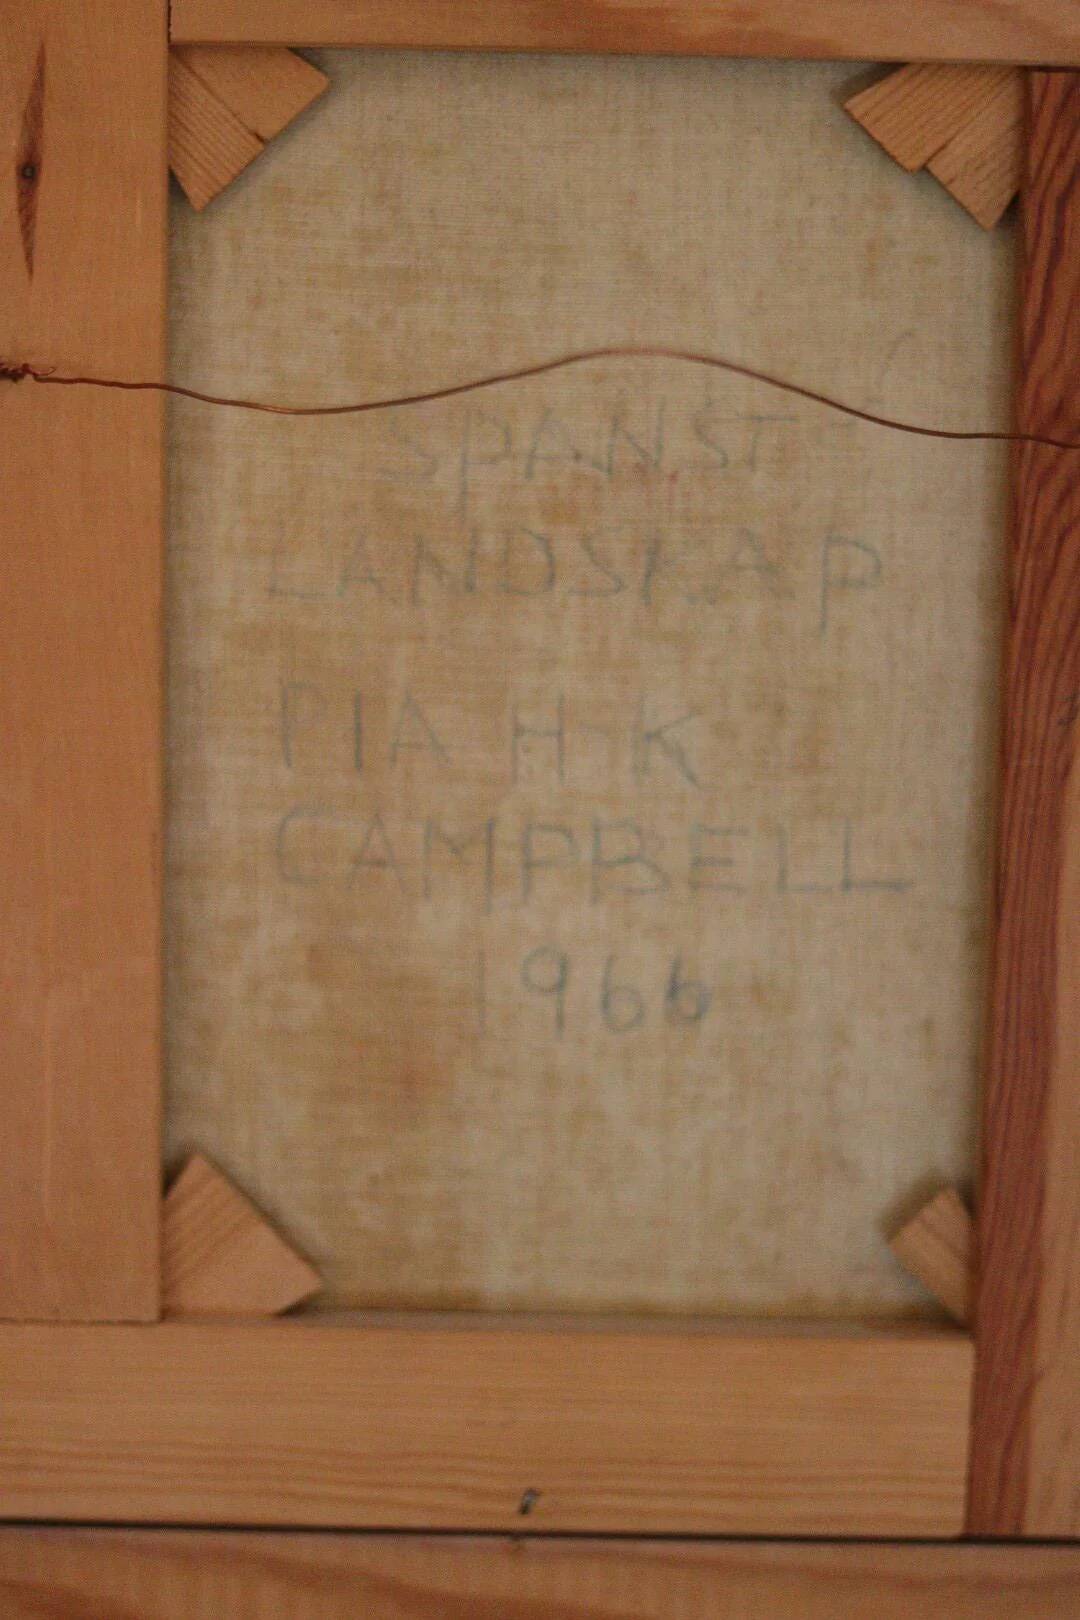 SPANST
LANDSKAP
PIA H-K
CAMPBELL
1966